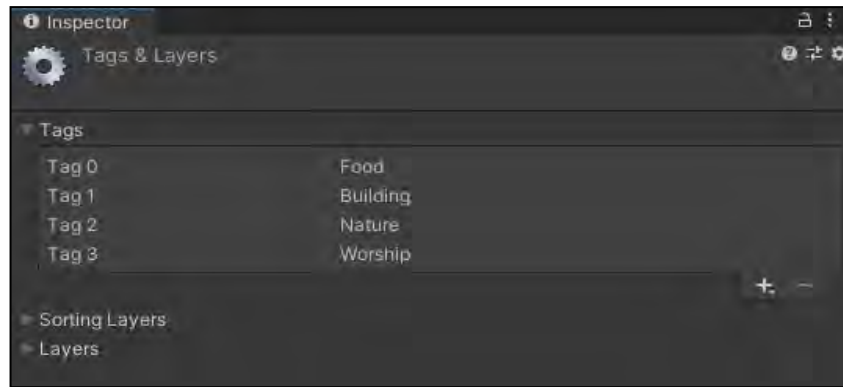 Inspector
Tags & Layers
Tags
Tag 0 Food
Tag 1 Building
Tag 2 Nature
Tag 3 Worship
Sorting Layers
Layers